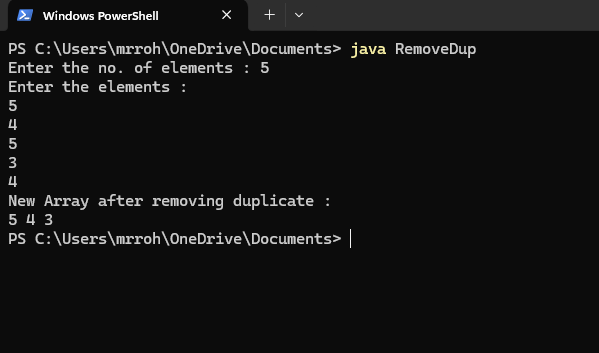 Windows PowerShell
PS C:\Users\mrroh\OneDrive\Documents> java RemoveDup
Enter the no. of elements : 5
Enter the elements :
5
4
5
3
4
New Array after removing duplicate :
5 4 3
PS C:\Users\mrroh\OneDrive\Documents>